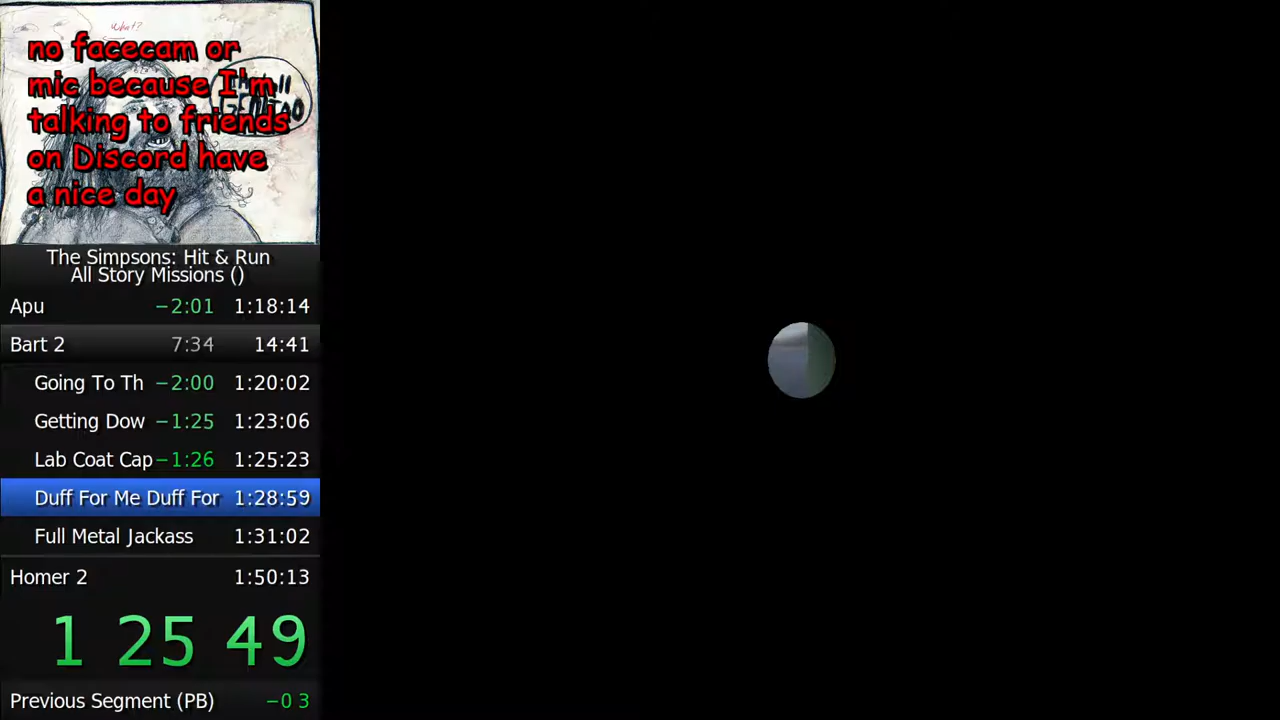 what?
no facecam or
mic because I'm
talking to friends
on Discord have
a nice day
The Simpsons: Hit & Run
All Story Missions ()
Apu −2:01 1:18:14
Bart 2 7:34 14:41
Going To Th −2:00 1:20:02
Getting Dow −1:25 1:23:06
Lab Coat Cap −1:26 1:25:23
Duff For Me Duff For 1:28:59
Full Metal Jackass 1:31:02
Homer 2 1:50:13
1 25 49
Previous Segment (PB) −0 3